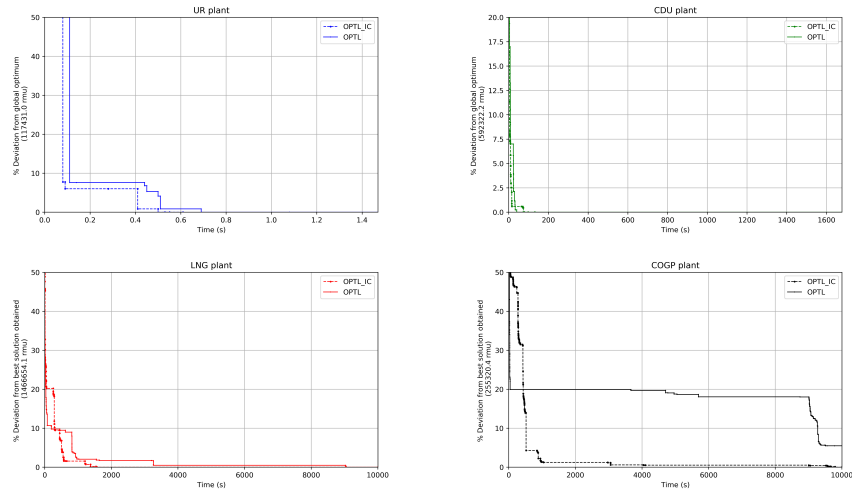 UR plant
% Deviation from global optimum
(117431.0 rmu)
50
40
30
20
10
0
0.0 0.2 0.4 0.6 0.8 1.0 1.2 1.4
Time (s)
OPTL_IC
OPTL
CDU plant
% Deviation from global optimum
(592322.2 rmu)
20.0
17.5
15.0
12.5
10.0
7.5
5.0
2.5
0.0
0 200 400 600 800 1000 1200 1400 1600
Time (s)
OPTL_IC
OPTL
LNG plant
% Deviation from best solution obtained
(1466654.1 rmu)
50
40
30
20
10
0
0 2000 4000 6000 8000 10000
Time (s)
OPTL_IC
OPTL
COGP plant
% Deviation from best solution obtained
(255320.4 rmu)
50
40
30
20
10
0
0 2000 4000 6000 8000 10000
Time (s)
OPTL_IC
OPTL